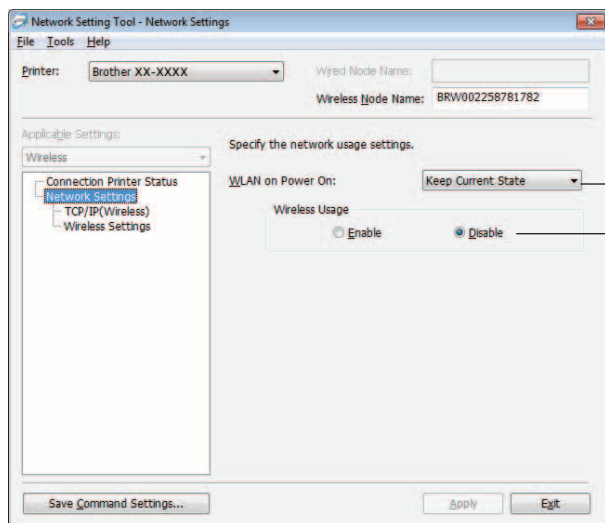 Network Setting Tool - Network Settings
File Tools Help
Printer: Brother XX-XXXX Wired Node Name:
Wireless Node Name: BRW002258781782
Applicable Settings:
Wireless
Connection Printer Status
Network Settings
TCP/IP(Wireless)
Wireless Settings
Specify the network usage settings.
WLAN on Power On: Keep Current State
Wireless Usage
Enable Disable
Save Command Settings... Apply Exit